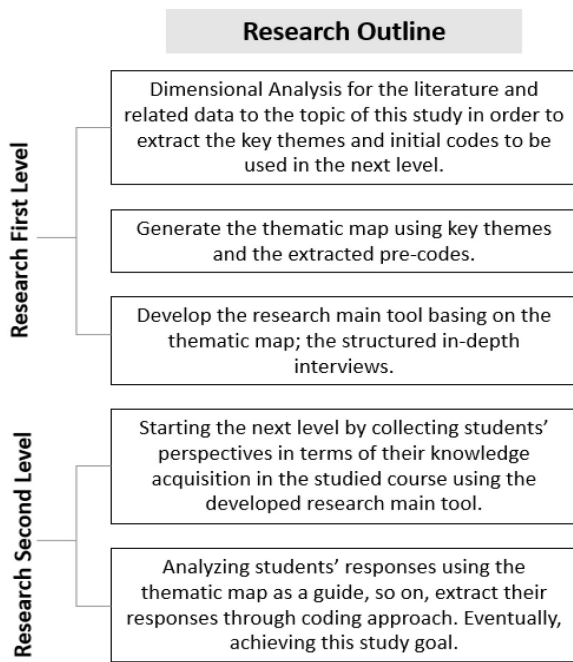 Research Outline
Research First Level
Dimensional Analysis for the literature and
related data to the topic of this study in order to
extract the key themes and initial codes to be
used in the next level.
Generate the thematic map using key themes
and the extracted pre-codes.
Develop the research main tool basing on the
thematic map; the structured in-depth
interviews.
Research Second Level
Starting the next level by collecting students’
perspectives in terms of their knowledge
acquisition in the studied course using the
developed research main tool.
Analyzing students’ responses using the
thematic map as a guide, so on, extract their
responses through coding approach. Eventually,
achieving this study goal.